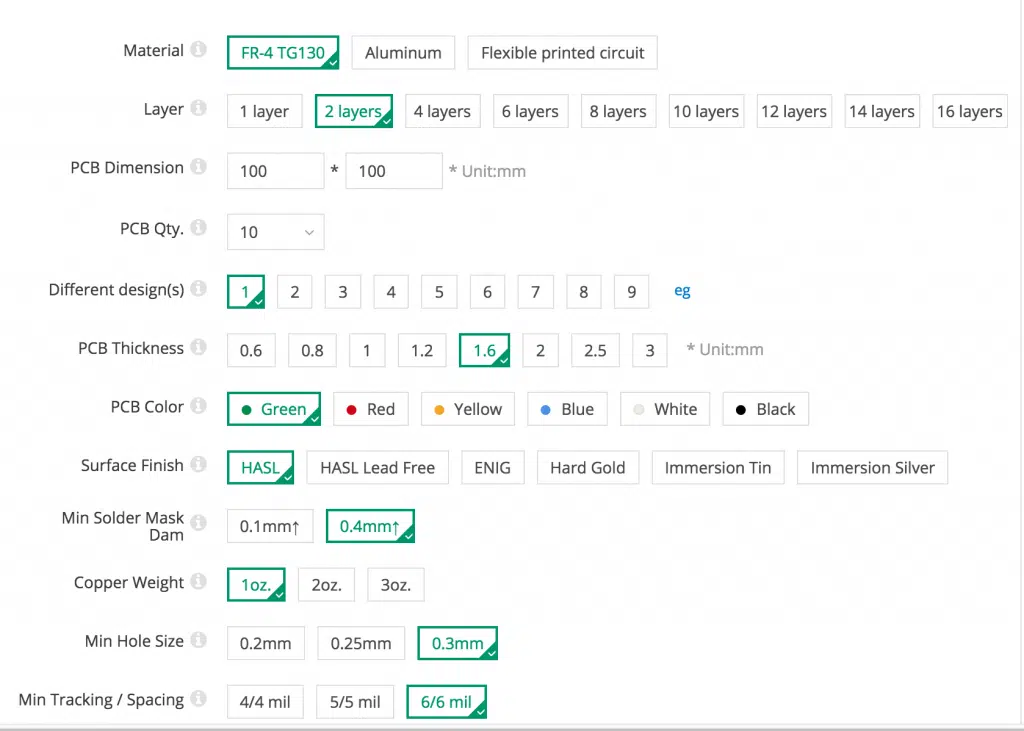 Material FR-4 TG130 Aluminum Flexible printed circuit
Layer 1 layer 2 layers 4 layers 6 layers 8 layers 10 layers 12 layers 14 layers 16 layers
PCB Dimension 100 * 100 * Unit:mm
PCB Qty. 10
Different design(s) 1 2 3 4 5 6 7 8 9 eg
PCB Thickness 0.6 0.8 1 1.2 1.6 2 2.5 3 * Unit:mm
PCB Color Green Red Yellow Blue White Black
Surface Finish HASL HASL Lead Free ENIG Hard Gold Immersion Tin Immersion Silver
Min Solder Mask
Dam 0.1mm↑ 0.4mm↑
Copper Weight 1oz. 2oz. 3oz.
Min Hole Size 0.2mm 0.25mm 0.3mm
Min Tracking / Spacing 4/4 mil 5/5 mil 6/6 mil